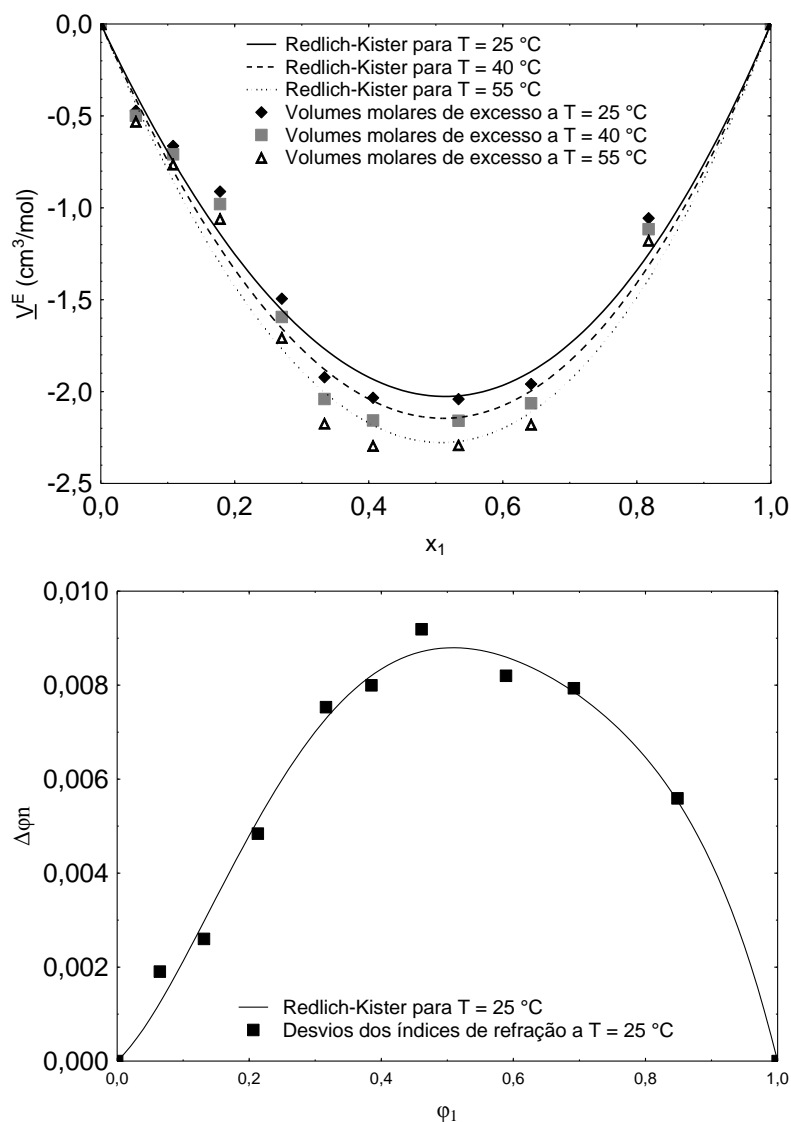 0,0
-0,5
-1,0
-1,5
-2,0
-2,5
V^E (cm³/mol)
Redlich-Kister para T = 25 °C
Redlich-Kister para T = 40 °C
Redlich-Kister para T = 55 °C
Volumes molares de excesso a T = 25 °C
Volumes molares de excesso a T = 40 °C
Volumes molares de excesso a T = 55 °C
0,0 0,2 0,4 0,6 0,8 1,0
x₁
0,010
0,008
0,006
0,004
0,002
0,000
Δφn
Redlich-Kister para T = 25 °C
Desvios dos índices de refração a T = 25 °C
0,0 0,2 0,4 0,6 0,8 1,0
φ₁